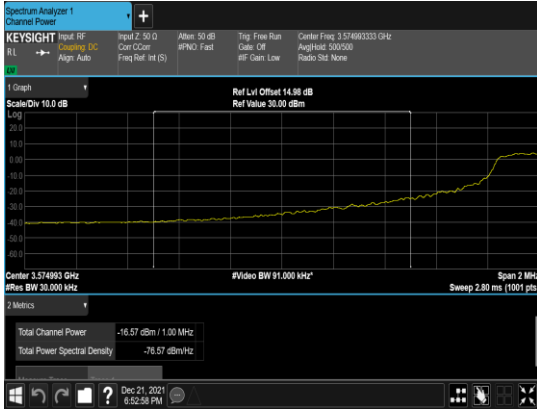 Spectrum Analyzer 1
Channel Power
+
KEYSIGHT Input: RF Input Z: 50 Ω Atten: 50 dB Trig: Free Run Center Freq: 3.574993333 GHz
RL Coupling: DC Corr CCorr #PNO: Fast Gate: Off Avg|Hold: 500/500
Align: Auto Freq Ref: Int (S) #IF Gain: Low Radio Std: None
1 Graph
Ref Lvl Offset 14.98 dB
Scale/Div 10.0 dB Ref Value 30.00 dBm
Log
20.0
10.0
0.00
-10.0
-20.0
-30.0
-40.0
-50.0
-60.0
Center 3.574993 GHz #Video BW 91.000 kHz* Span 2 MHz
#Res BW 30.000 kHz Sweep 2.80 ms (1001 pts
2 Metrics
Total Channel Power -16.57 dBm / 1.00 MHz
Total Power Spectral Density -76.57 dBm/Hz
?
Dec 21, 2021
6:52:58 PM